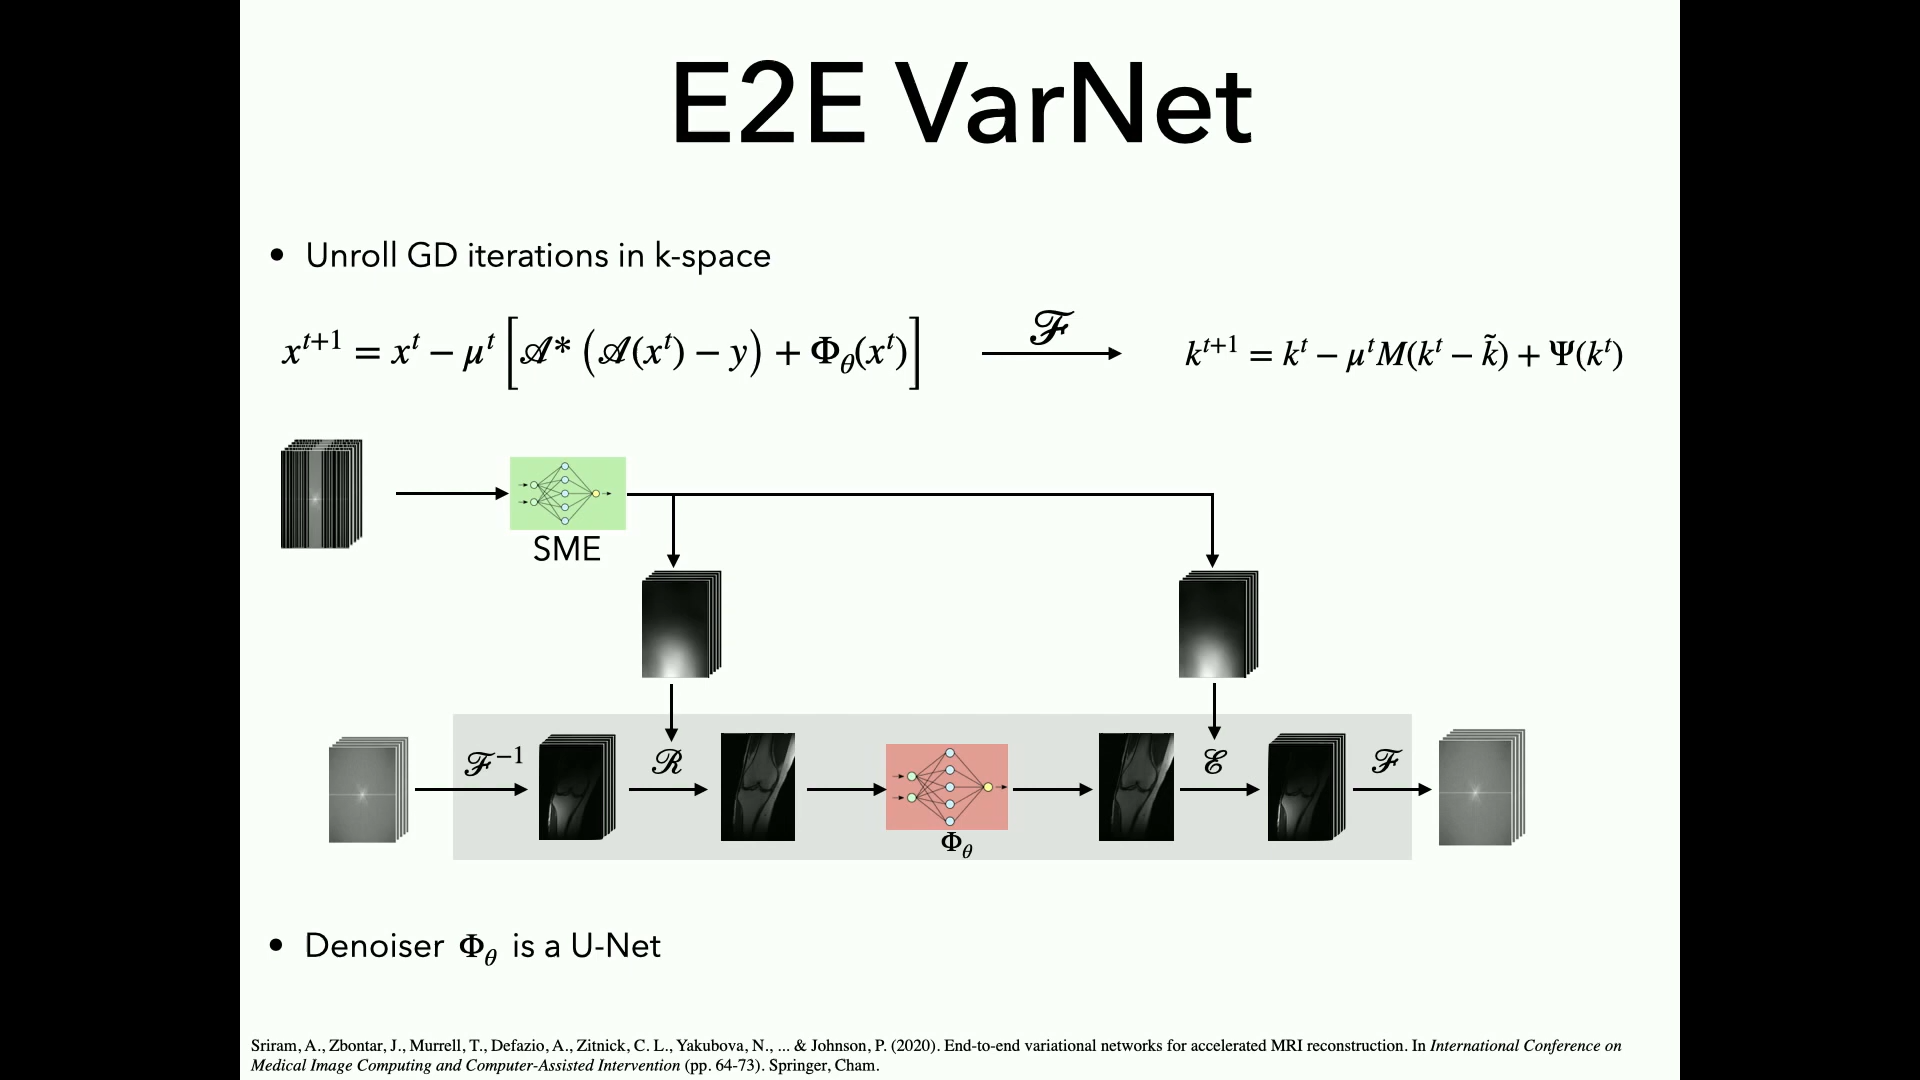 E2E VarNet
• Unroll GD iterations in k-space
x^{t+1} = x^t − μ^t [𝒜* (𝒜(x^t) − y) + Φ_θ(x^t)] ℱ k^{t+1} = k^t − μ^t M(k^t − k̃) + Ψ(k^t)
SME
ℱ^{−1} ℛ ℰ ℱ
Φ_θ
• Denoiser Φ_θ is a U-Net
Sriram, A., Zbontar, J., Murrell, T., Defazio, A., Zitnick, C. L., Yakubova, N., ... & Johnson, P. (2020). End-to-end variational networks for accelerated MRI reconstruction. In International Conference on
Medical Image Computing and Computer-Assisted Intervention (pp. 64-73). Springer, Cham.